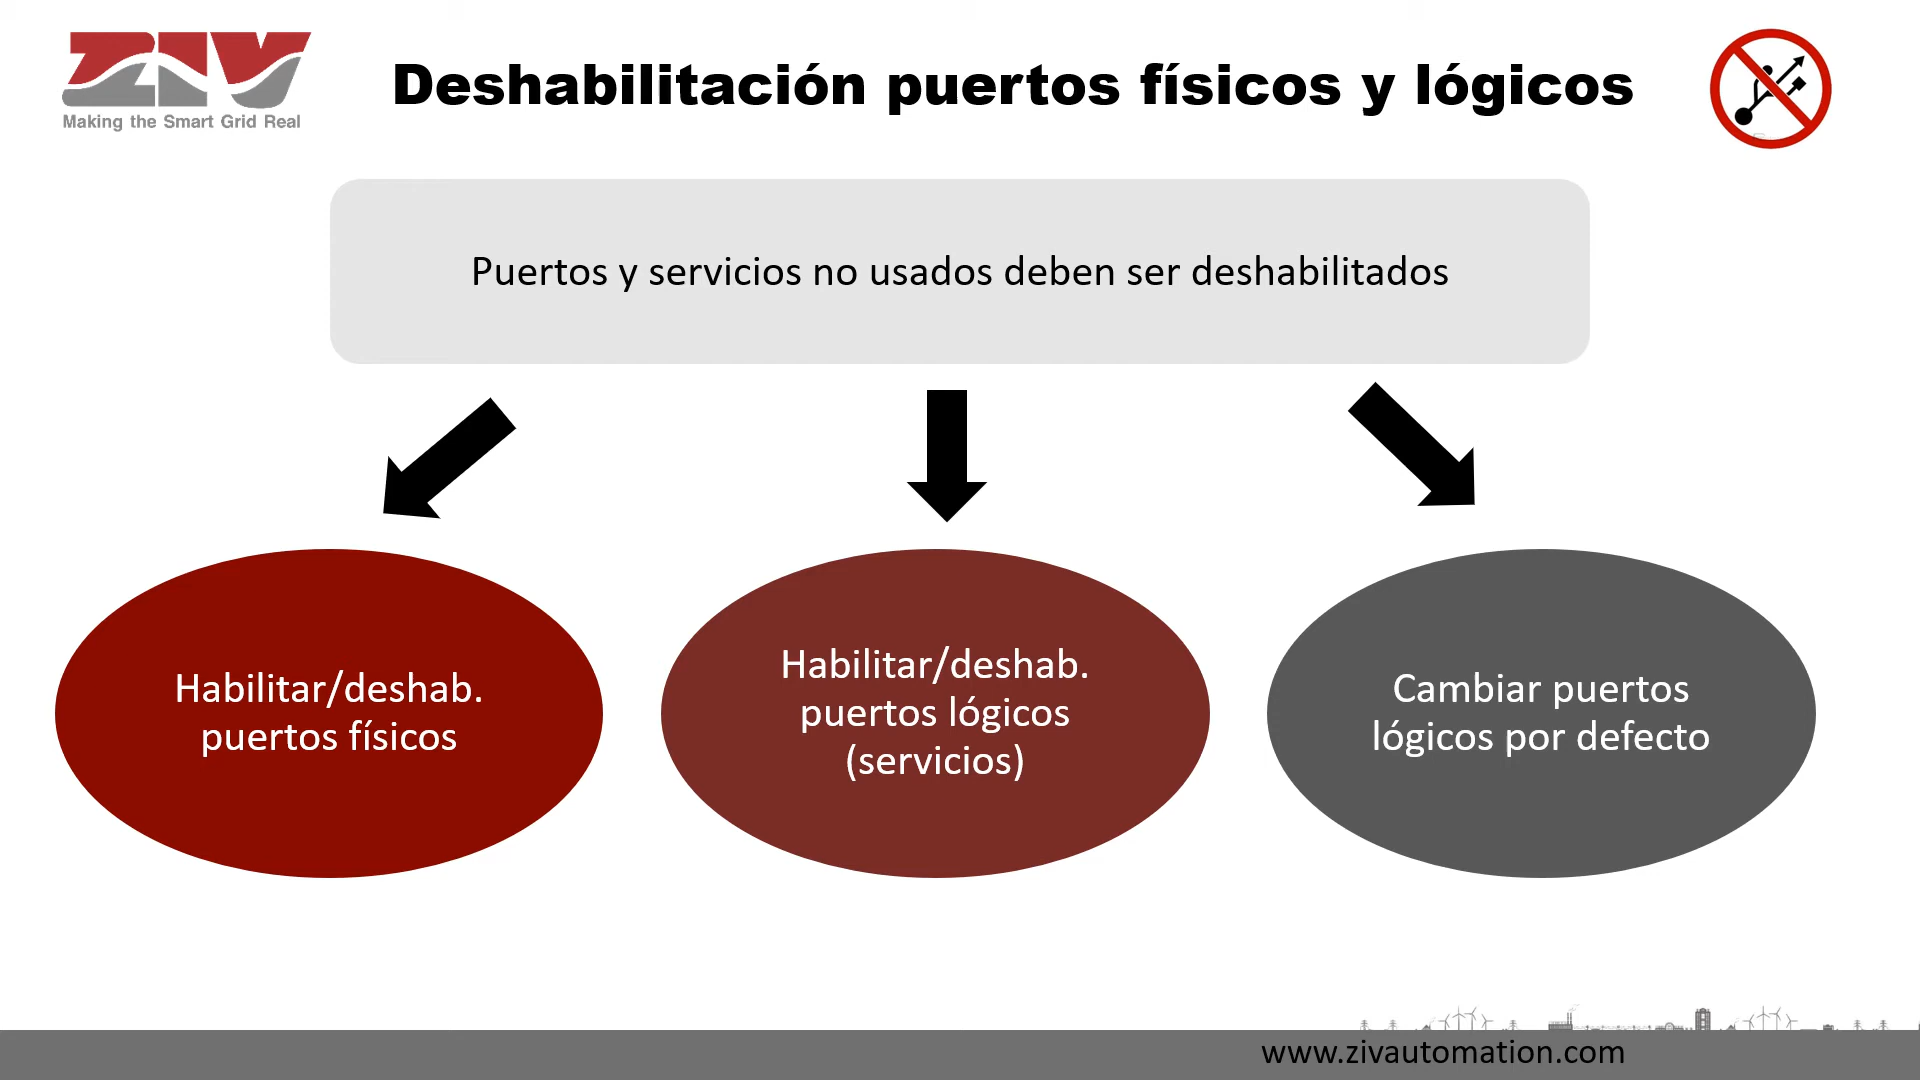 ZIV
Making the Smart Grid Real
Deshabilitación puertos físicos y lógicos
Puertos y servicios no usados deben ser deshabilitados
Habilitar/deshab.
puertos físicos
Habilitar/deshab.
puertos lógicos
(servicios)
Cambiar puertos
lógicos por defecto
www.zivautomation.com